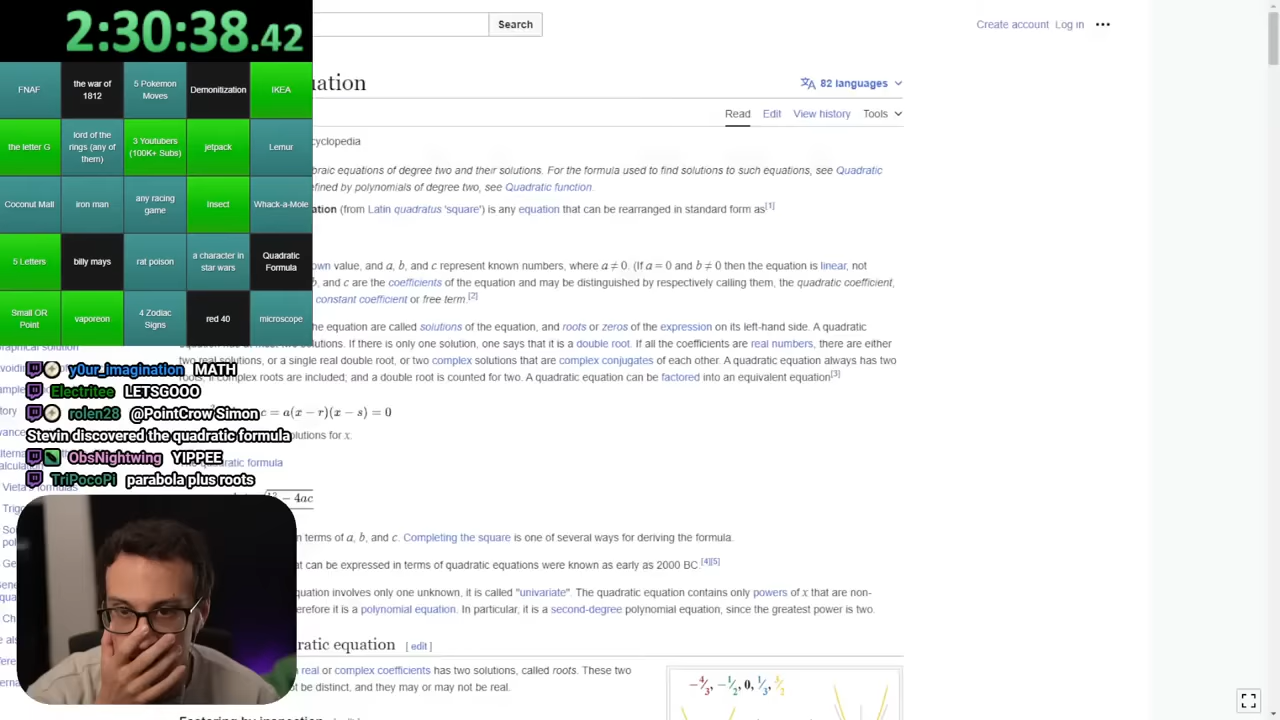 2:30:38.42
Search
Create account Log in
FNAF
the war of
1812
5 Pokemon
Moves
Demonitization
IKEA
the letter G
lord of the
rings (any of
them)
3 Youtubers
(100K+ Subs)
jetpack
Lemur
Coconut Mall
iron man
any racing
game
Insect
Whack-a-Mole
5 Letters
billy mays
rat poison
a character in
star wars
Quadratic
Formula
Small OR
Point
vaporeon
4 Zodiac
Signs
red 40
microscope
uation
82 languages
Read Edit View history Tools
cyclopedia
braic equations of degree two and their solutions. For the formula used to find solutions to such equations, see Quadratic
efined by polynomials of degree two, see Quadratic function.
ation (from Latin quadratus 'square') is any equation that can be rearranged in standard form as[1]
own value, and a, b, and c represent known numbers, where a ≠ 0. (If a = 0 and b ≠ 0 then the equation is linear, not
b, and c are the coefficients of the equation and may be distinguished by respectively calling them, the quadratic coefficient,
constant coefficient or free term.[2]
the equation are called solutions of the equation, and roots or zeros of the expression on its left-hand side. A quadratic
If there is only one solution, one says that it is a double root. If all the coefficients are real numbers, there are either
two real solutions, or a single real double root, or two complex solutions that are complex conjugates of each other. A quadratic equation always has two
roots, if complex roots are included; and a double root is counted for two. A quadratic equation can be factored into an equivalent equation[3]
c = a(x − r)(x − s) = 0
olutions for x.
quadratic formula
− 4ac
n terms of a, b, and c. Completing the square is one of several ways for deriving the formula.
at can be expressed in terms of quadratic equations were known as early as 2000 BC.[4][5]
quation involves only one unknown, it is called "univariate". The quadratic equation contains only powers of x that are non-
erefore it is a polynomial equation. In particular, it is a second-degree polynomial equation, since the greatest power is two.
ratic equation [ edit ]
real or complex coefficients has two solutions, called roots. These two
ot be distinct, and they may or may not be real.
−4/3, −1/2, 0, 1/3, 3/2
y0ur_imagination MATH
Electritee LETSGOOO
rolen28 @PointCrow Simon
Stevin discovered the quadratic formula
ObsNightwing YIPPEE
TriPocoPi parabola plus roots